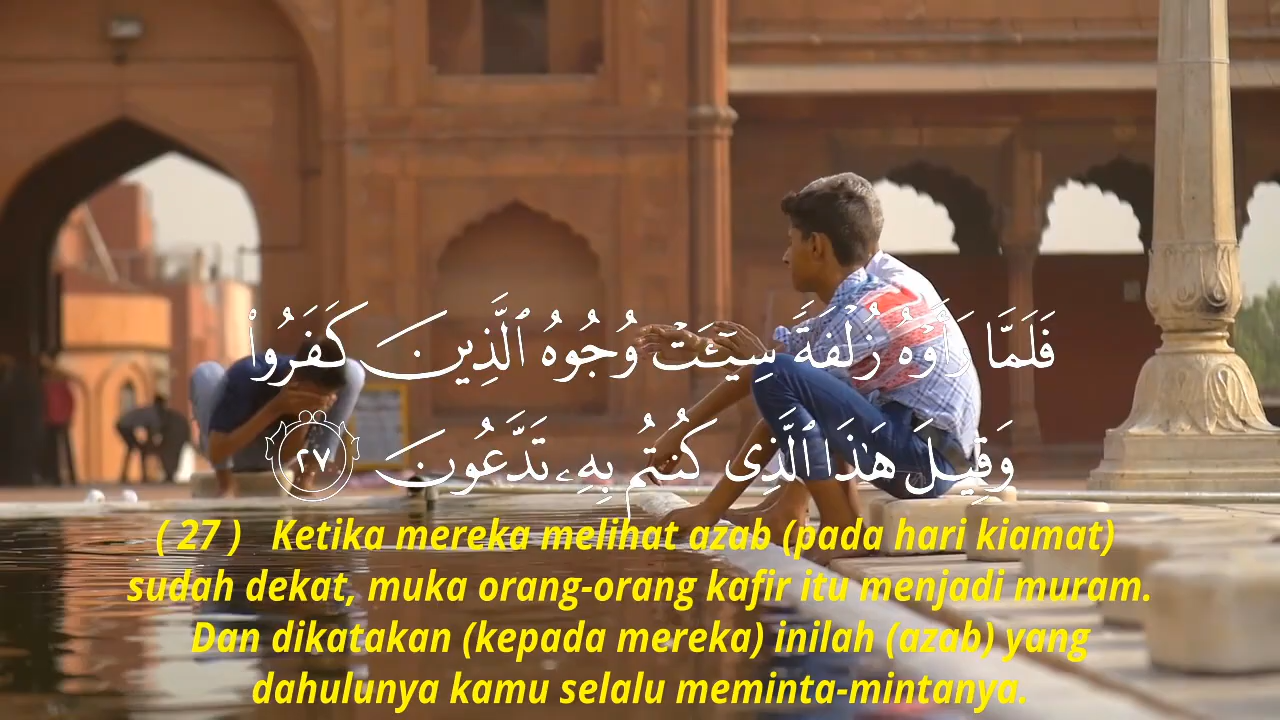 فَلَمَّا رَأَوْهُ زُلْفَةً سِيٓـَٔتْ وُجُوهُ ٱلَّذِينَ كَفَرُوا۟
وَقِيلَ هَٰذَا ٱلَّذِى كُنتُم بِهِۦ تَدَّعُونَ ٢٧
( 27 ) Ketika mereka melihat azab (pada hari kiamat)
sudah dekat, muka orang-orang kafir itu menjadi muram.
Dan dikatakan (kepada mereka) inilah (azab) yang
dahulunya kamu selalu meminta-mintanya.